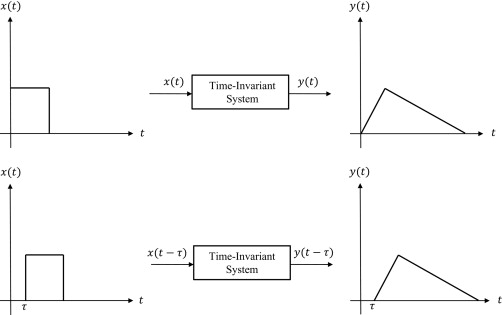 x(t)
y(t)
x(t)
Time-Invariant
System
y(t)
t
t
x(t)
y(t)
x(t − τ)
Time-Invariant
System
y(t − τ)
τ
t
τ
t